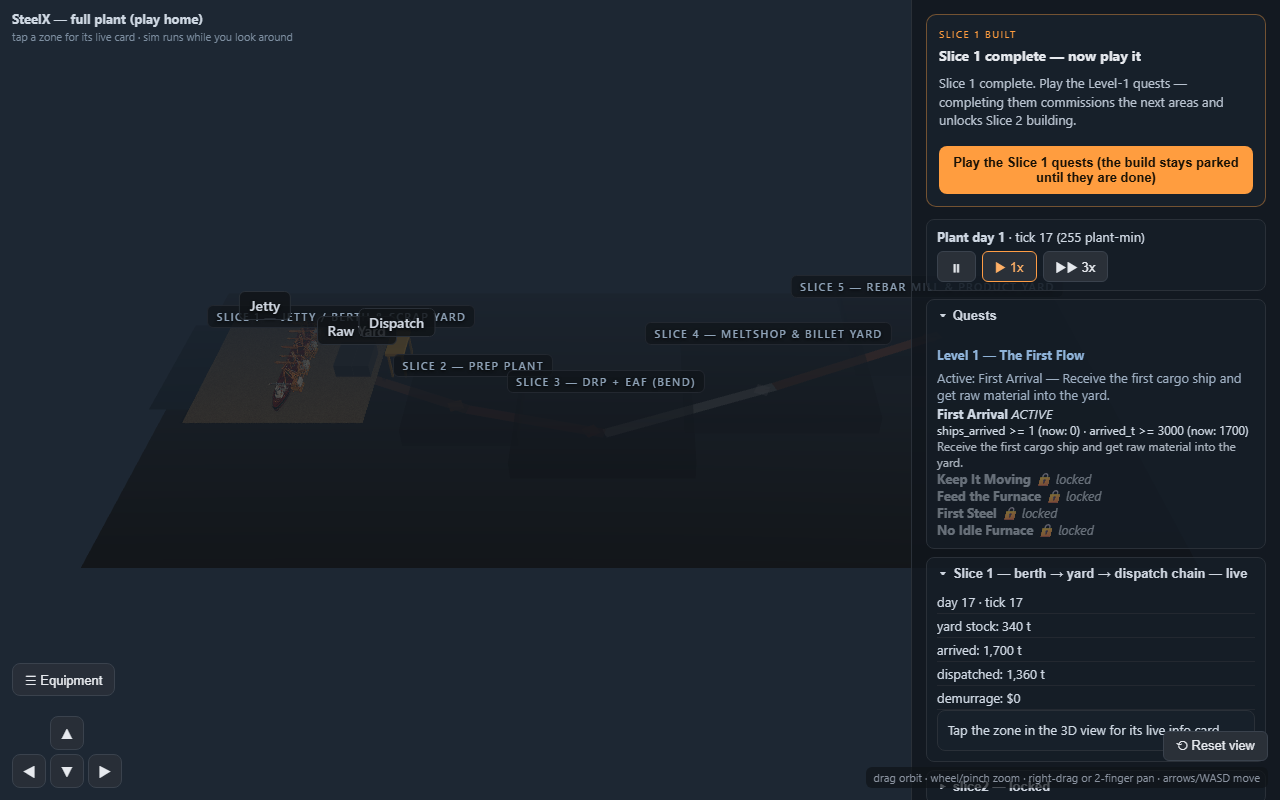 SteelX — full plant (play home)
tap a zone for its live card · sim runs while you look around
SLICE 1 BUILT
Slice 1 complete — now play it
Slice 1 complete. Play the Level-1 quests —
completing them commissions the next areas and
unlocks Slice 2 building.
Play the Slice 1 quests (the build stays parked
until they are done)
Plant day 1 · tick 17 (255 plant-min)
1x
3x
SLICE 5 — REBAR MILL & PRODUCT YARD
Quests
Jetty
JETTY / BERTH
YARD
Raw Yard
Dispatch
SLICE 4 — MELTSHOP & BILLET YARD
SLICE 2 — PREP PLANT
SLICE 3 — DRP + EAF (BEND)
Level 1 — The First Flow
Active: First Arrival — Receive the first cargo ship and
get raw material into the yard.
First Arrival ACTIVE
ships_arrived >= 1 (now: 0) · arrived_t >= 3000 (now: 1700)
Receive the first cargo ship and get raw material into the
yard.
Keep It Moving 🔒 locked
Feed the Furnace 🔒 locked
First Steel 🔒 locked
No Idle Furnace 🔒 locked
Slice 1 — berth → yard → dispatch chain — live
day 17 · tick 17
yard stock: 340 t
arrived: 1,700 t
dispatched: 1,360 t
demurrage: $0
Tap the zone in the 3D view for its live info card
☰ Equipment
Reset view
drag orbit · wheel/pinch zoom · right-drag or 2-finger pan · arrows/WASD move
slice2 — locked